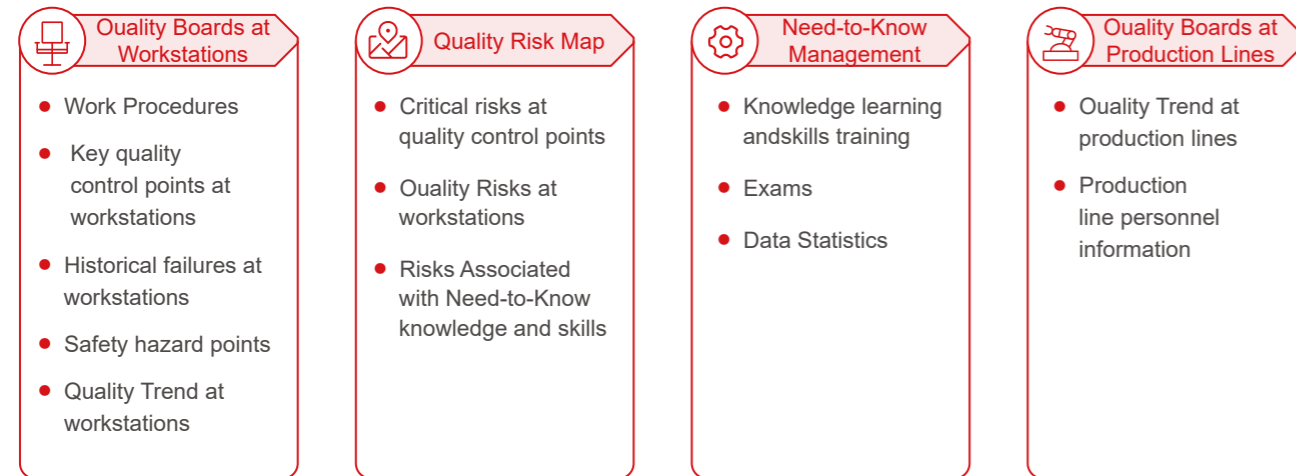 Ouality Boards at
Workstations
Work Procedures
Key quality
control points at
workstations
Historical failures at
workstations
Safety hazard points
Quality Trend at
workstations
Quality Risk Map
Critical risks at
quality control points
Ouality Risks at
workstations
Risks Associated
with Need-to-Know
knowledge and skills
Need-to-Know
Management
Knowledge learning
andskills training
Exams
Data Statistics
Ouality Boards at
Production Lines
Ouality Trend at
production lines
Production
line personnel
information